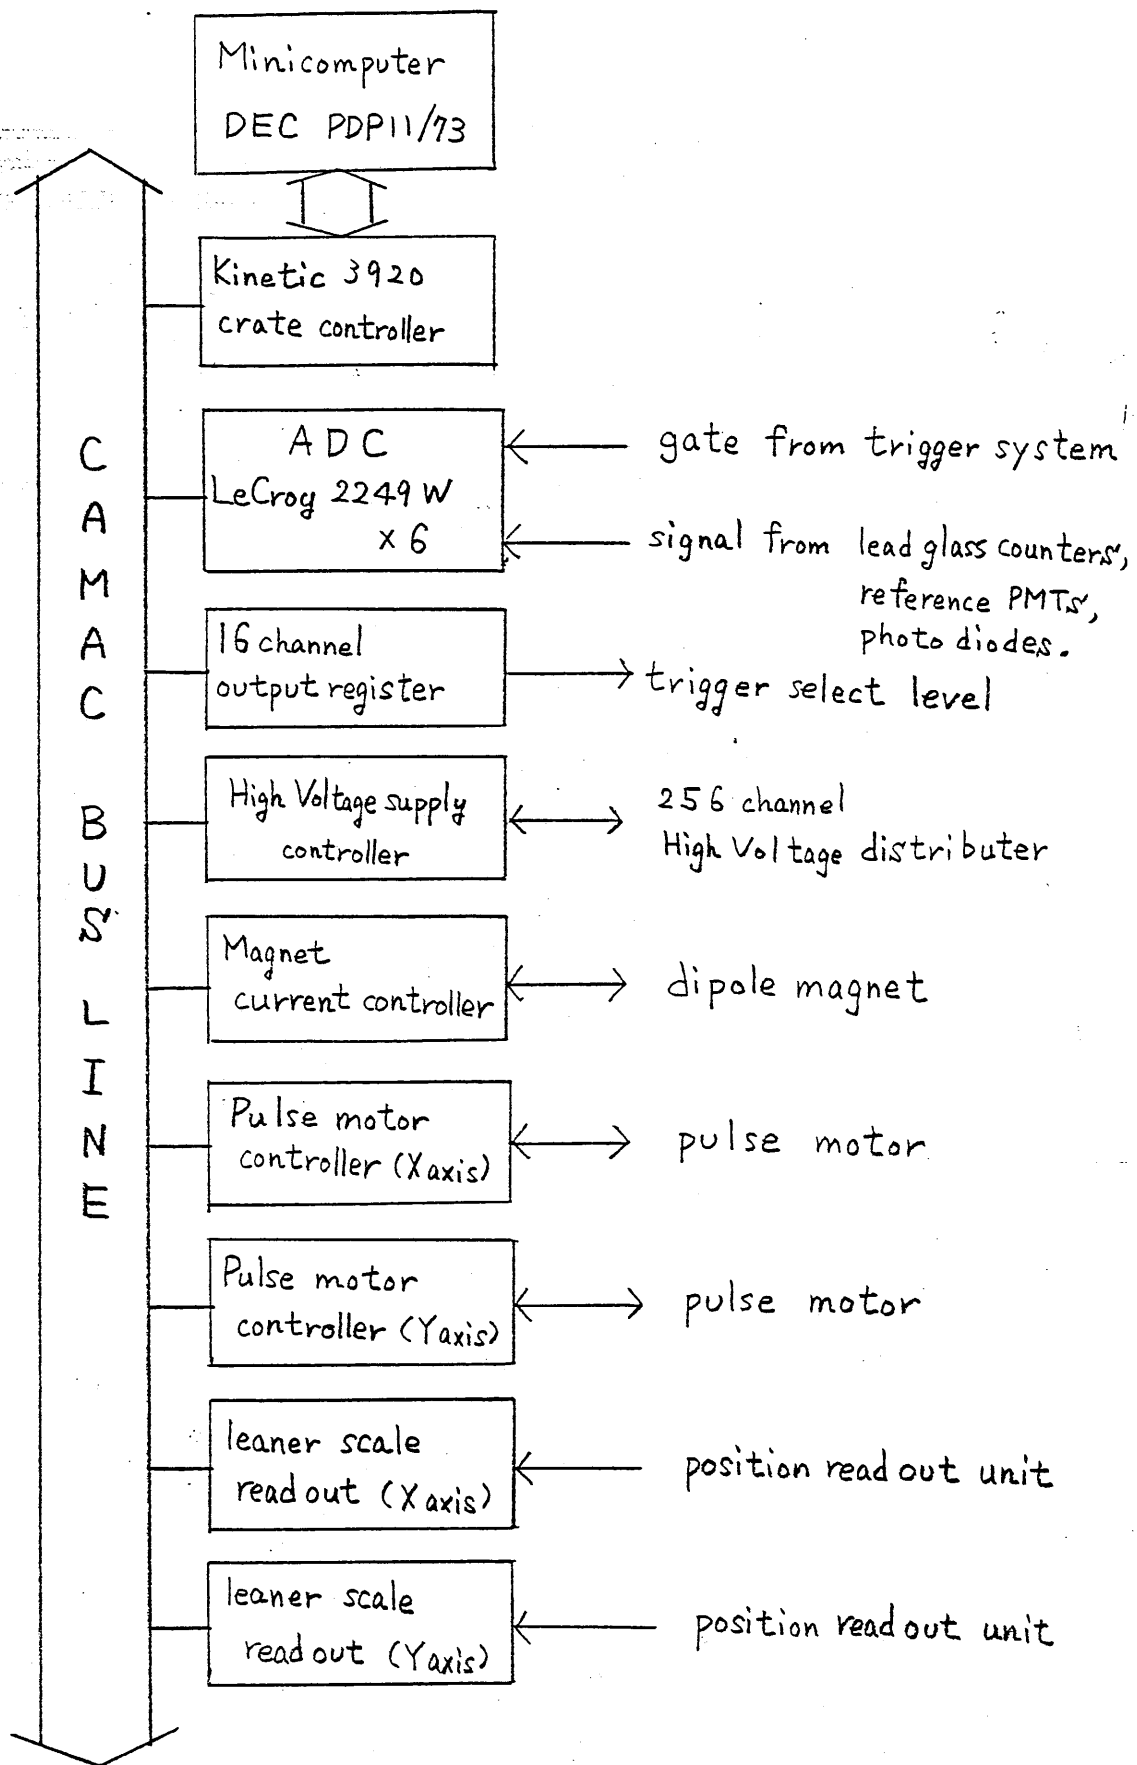 Minicomputer
DEC PDP11/73
Kinetic 3920
crate controller
CAMAC BUS LINE
ADC
LeCroy 2249W
x 6
gate from trigger system
signal from lead glass counters,
reference PMTS,
photo diodes.
16 channel
output register
trigger select level
High Voltage supply
controller
256 channel
High Voltage distributer
Magnet
current controller
dipole magnet
Pulse motor
controller (X axis)
pulse motor
Pulse motor
controller (Y axis)
pulse motor
leaner scale
read out (X axis)
position read out unit
leaner scale
read out (Y axis)
position read out unit